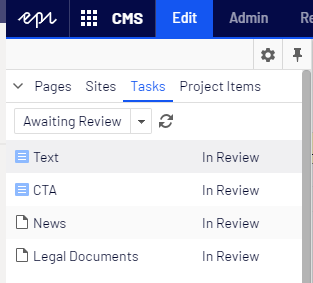 epi CMS Edit Admin Re
Pages Sites Tasks Project Items
Awaiting Review
Text In Review
CTA In Review
News In Review
Legal Documents In Review